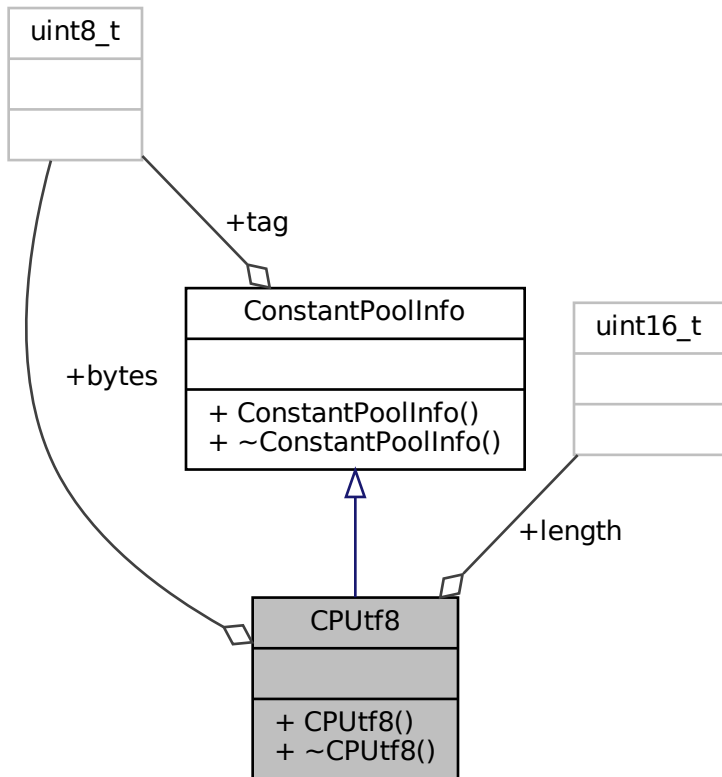 uint8_t
+tag
ConstantPoolInfo
+ ConstantPoolInfo()
+ ~ConstantPoolInfo()
uint16_t
+bytes
+length
CPUtf8
+ CPUtf8()
+ ~CPUtf8()